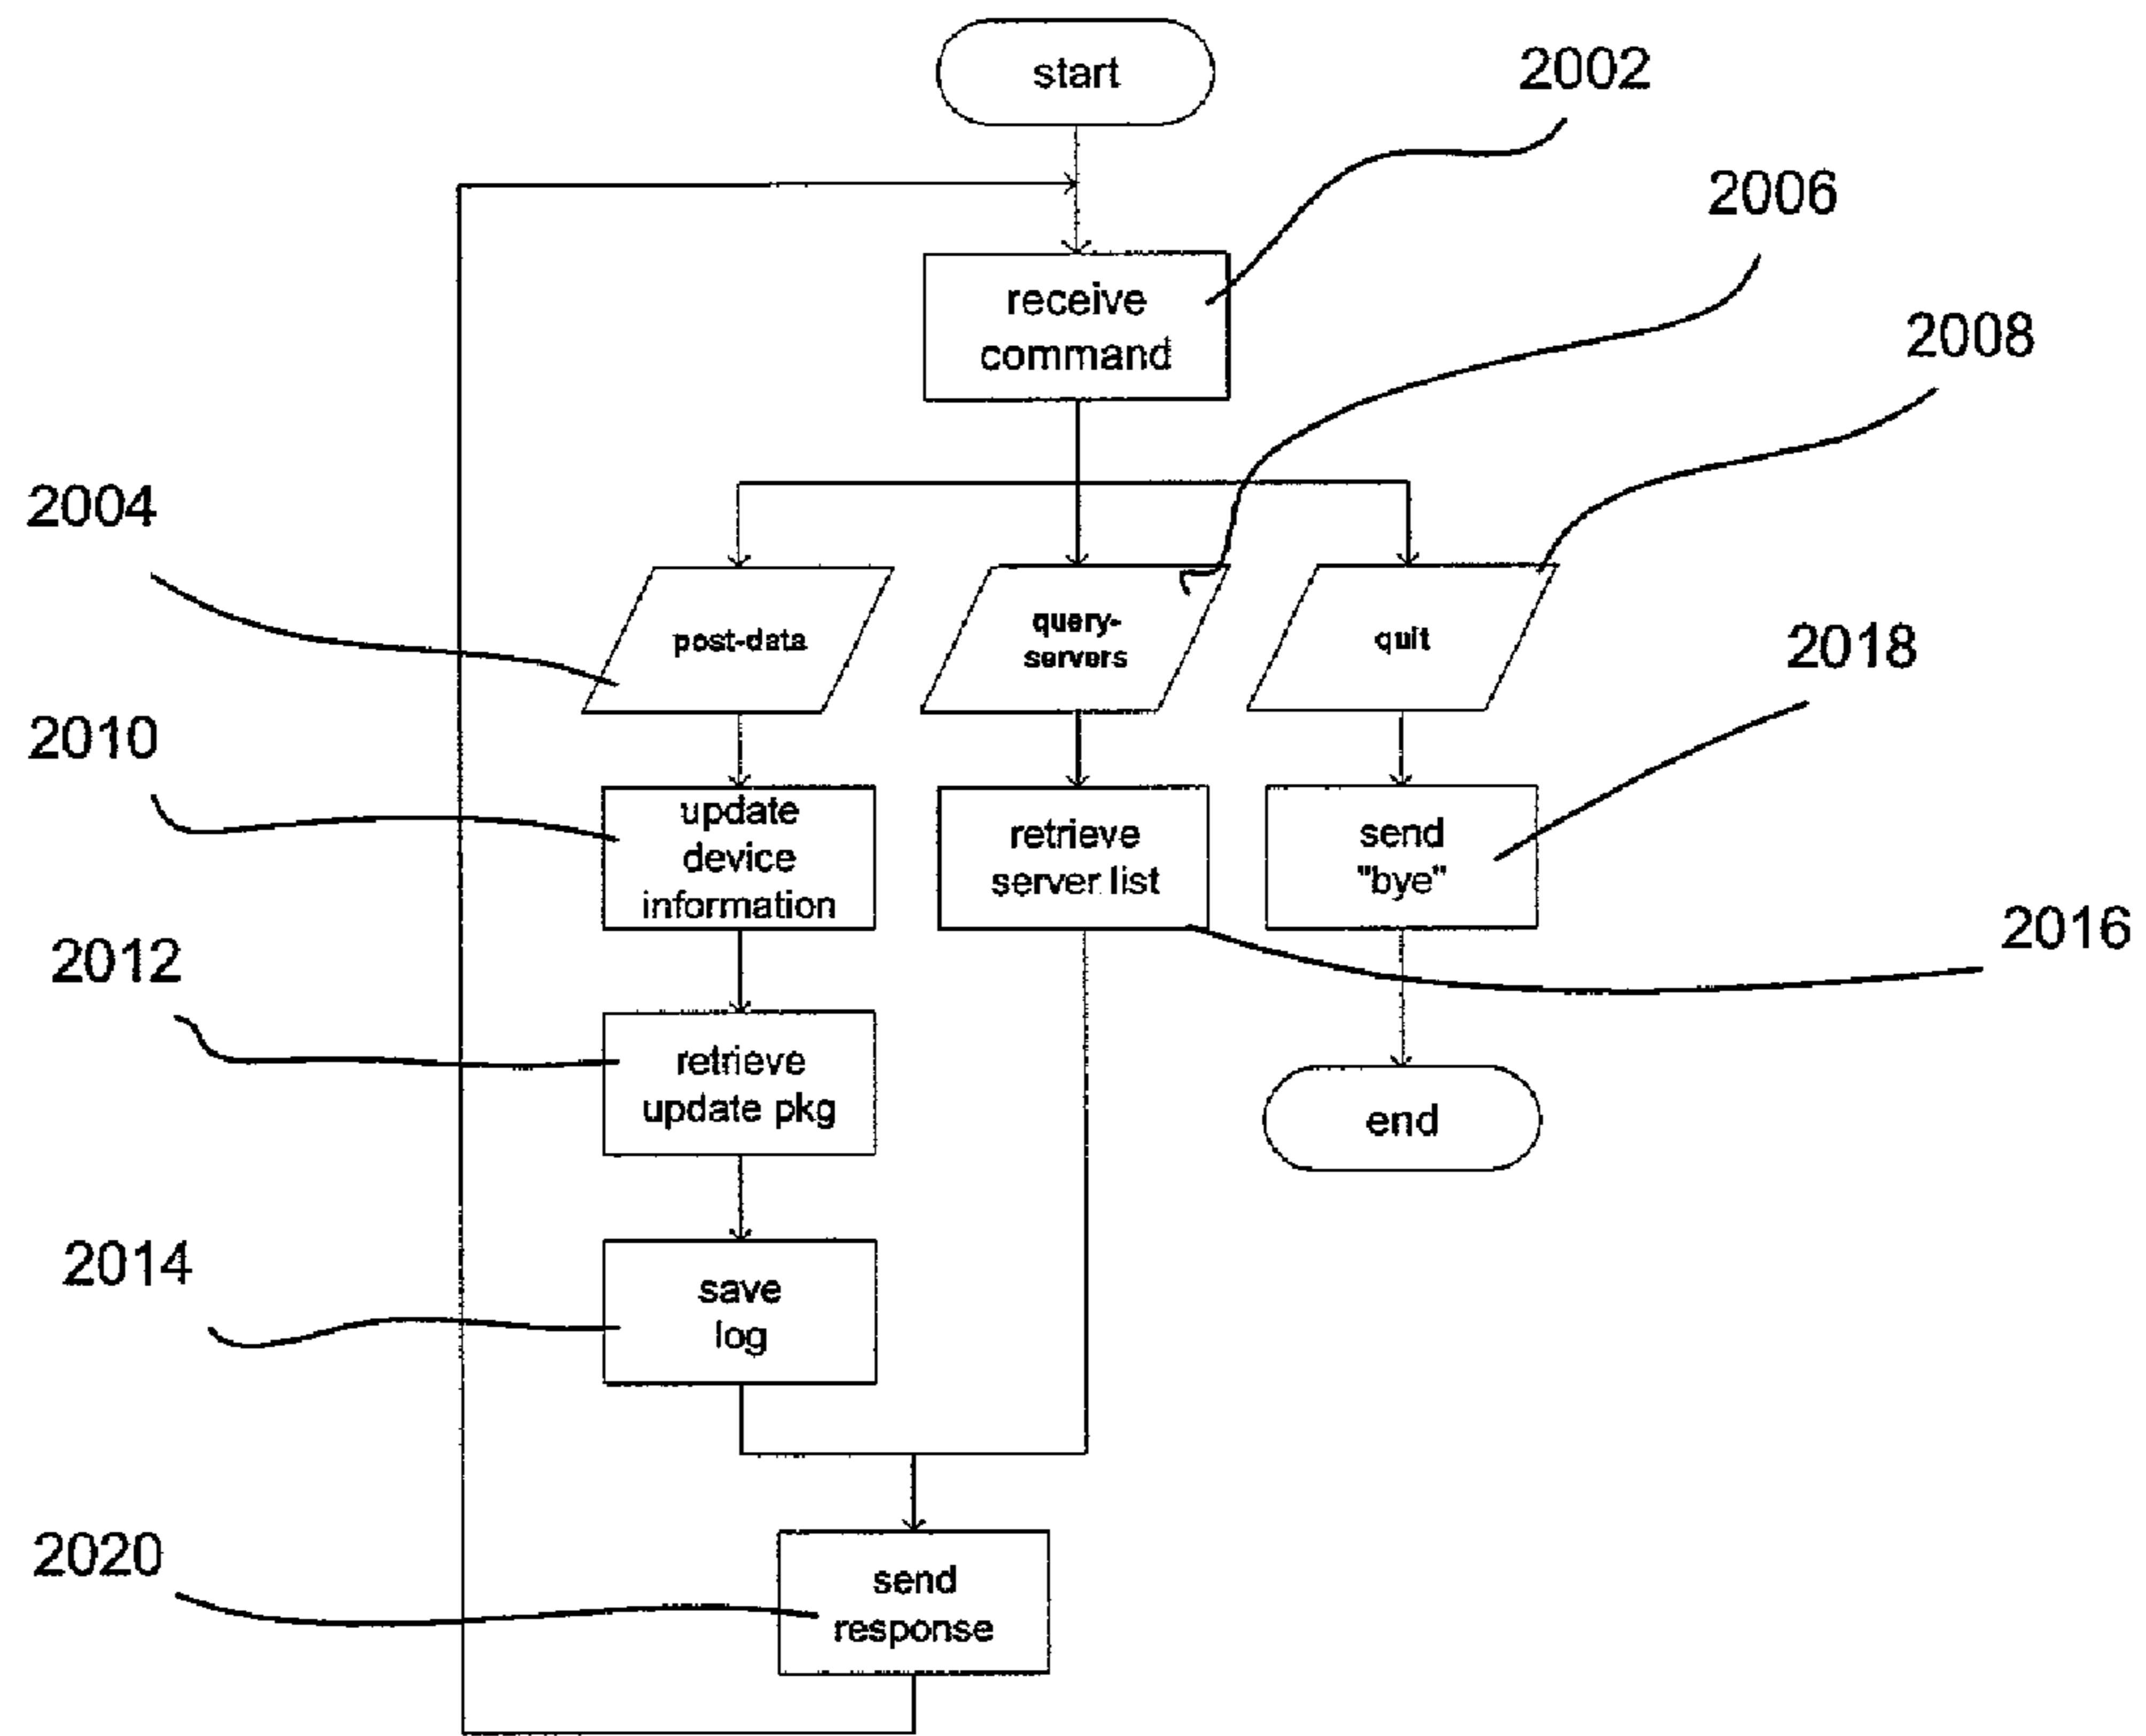 start
2002
2006
receive
command
2008
2004
post-data
query-
servers
quit
2018
2010
update
device
information
retrieve
server list
send
"bye"
2016
2012
retrieve
update pkg
end
2014
save
log
2020
send
response